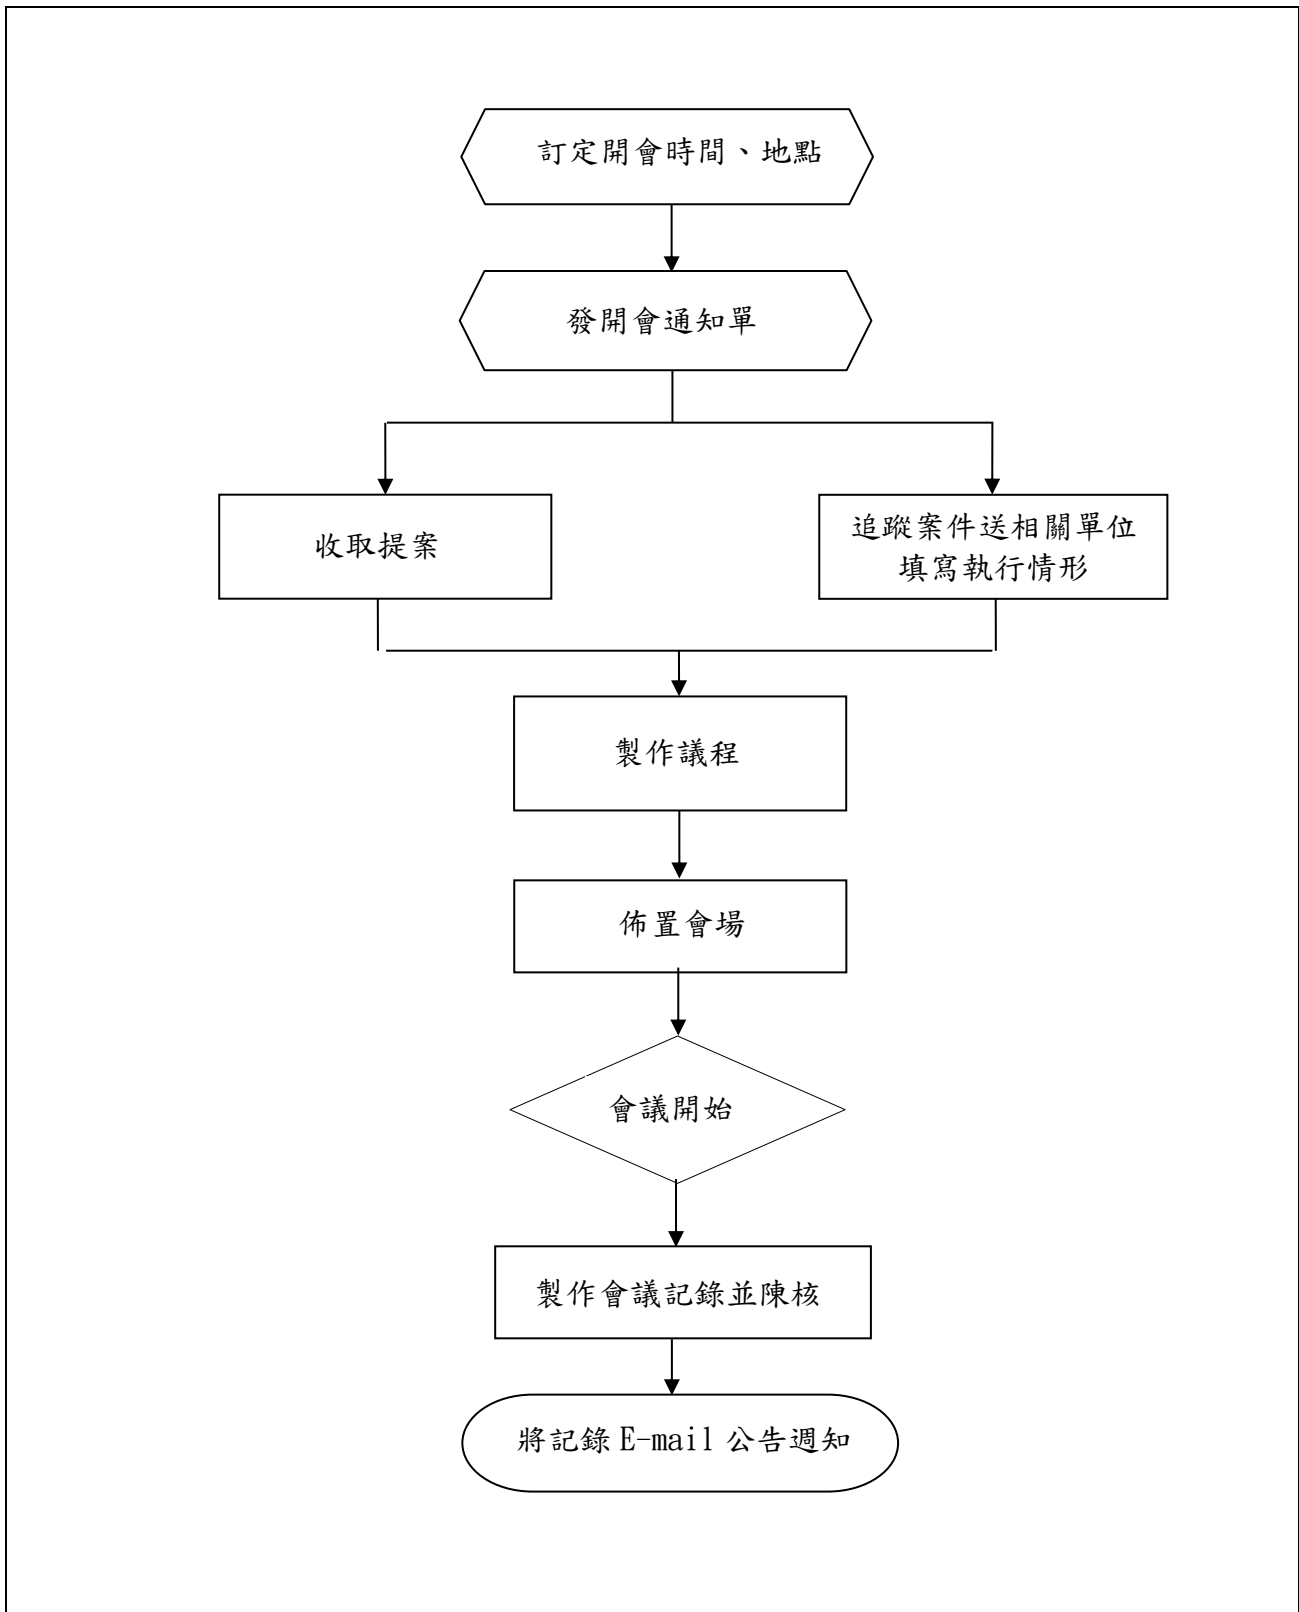 訂定開會時間、地點
發開會通知單
收取提案
追蹤案件送相關單位
填寫執行情形
製作議程
佈置會場
會議開始
製作會議記錄並陳核
將記錄 E-mail 公告週知